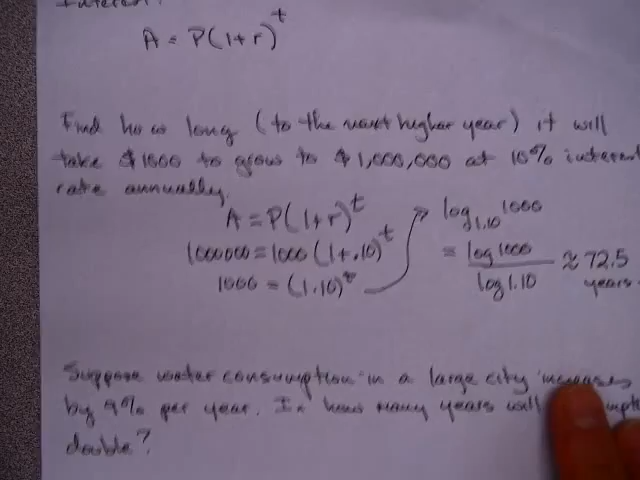 Interest?
A = P(1+r)^t
Find how long (to the next higher year) it will
take $1000 to grow to $1,000,000 at 10% interest
rate annually.
A = P(1+r)^t
1000000 = 1000(1+.10)^t
1000 = (1.10)^t
log_{1.10} 1000
= log 1000 / log 1.10 ≈ 72.5
years.
Suppose water consumption in a large city increases
by 9% per year. In how many years will
double?